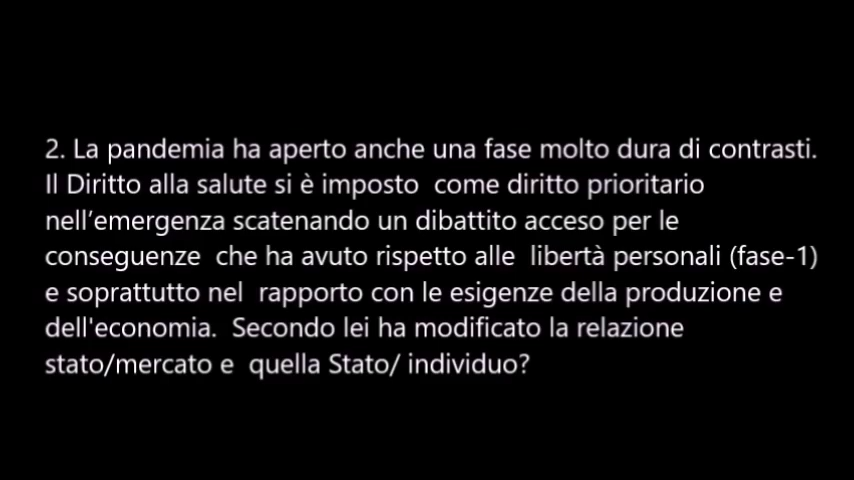 2. La pandemia ha aperto anche una fase molto dura di contrasti.
Il Diritto alla salute si è imposto  come diritto prioritario
nell’emergenza scatenando un dibattito acceso per le
conseguenze  che ha avuto rispetto alle  libertà personali (fase-1)
e soprattutto nel  rapporto con le esigenze della produzione e
dell'economia.  Secondo lei ha modificato la relazione
stato/mercato e  quella Stato/ individuo?